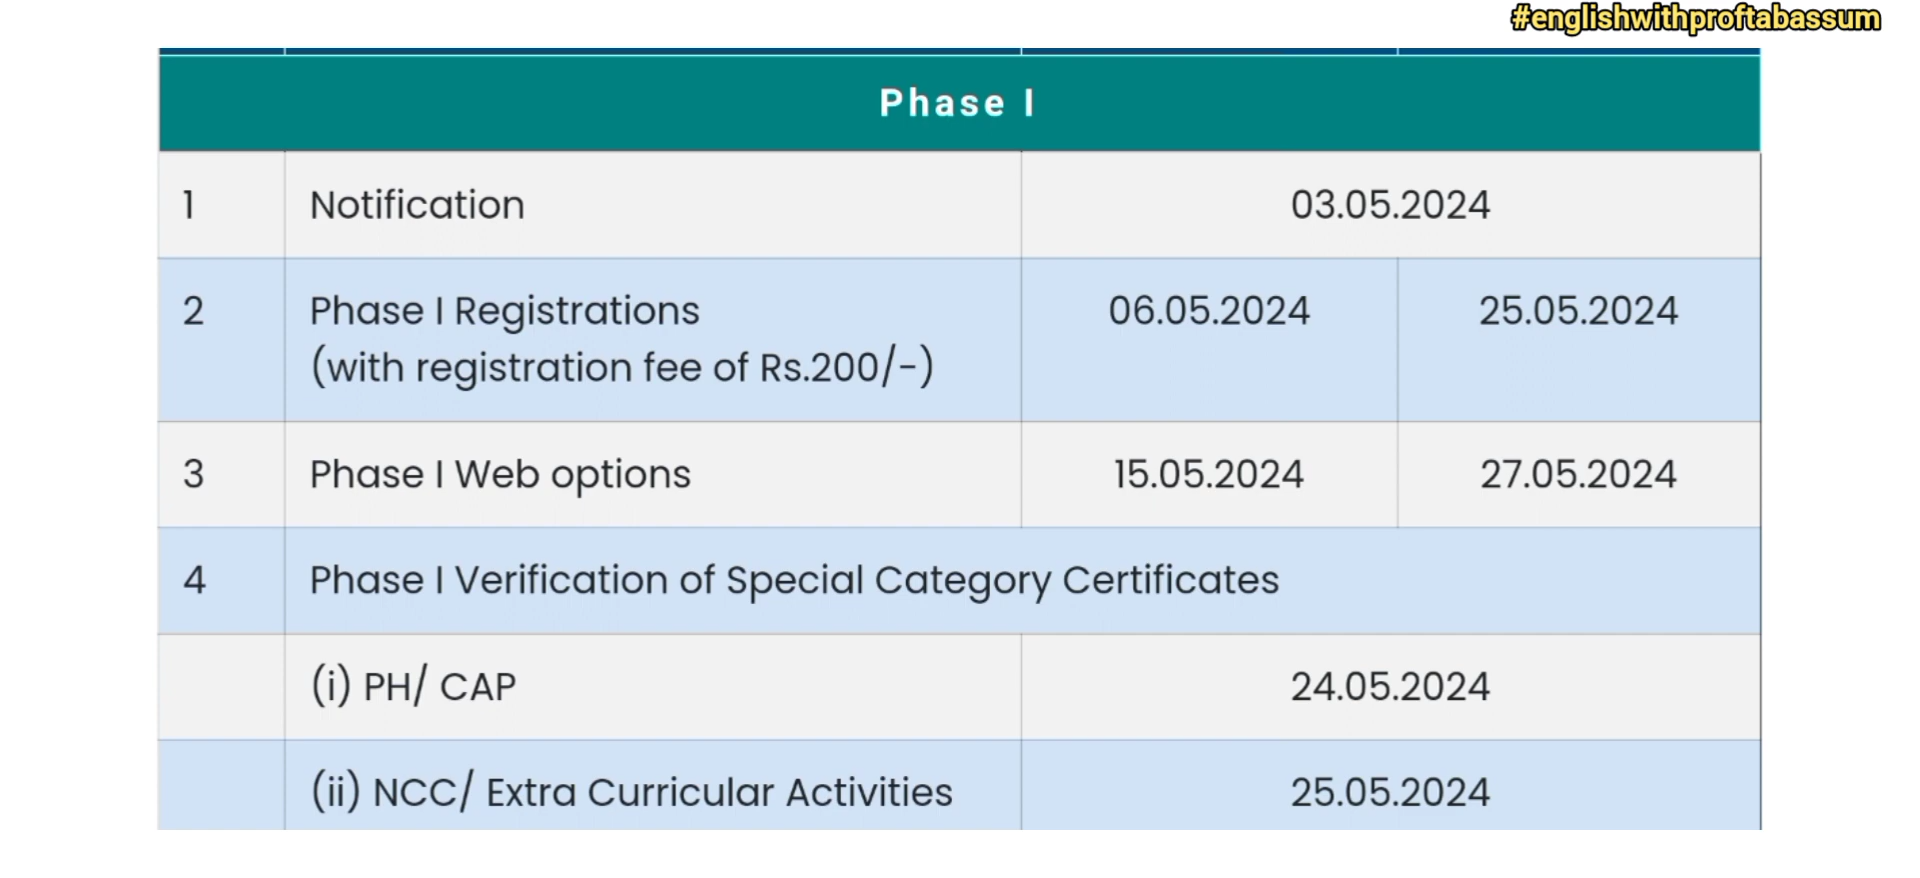 #englishwithproftabassum
Phase I
1 Notification 03.05.2024
2 Phase I Registrations 06.05.2024 25.05.2024
(with registration fee of Rs.200/-)
3 Phase I Web options 15.05.2024 27.05.2024
4 Phase I Verification of Special Category Certificates
(i) PH/ CAP 24.05.2024
(ii) NCC/ Extra Curricular Activities 25.05.2024